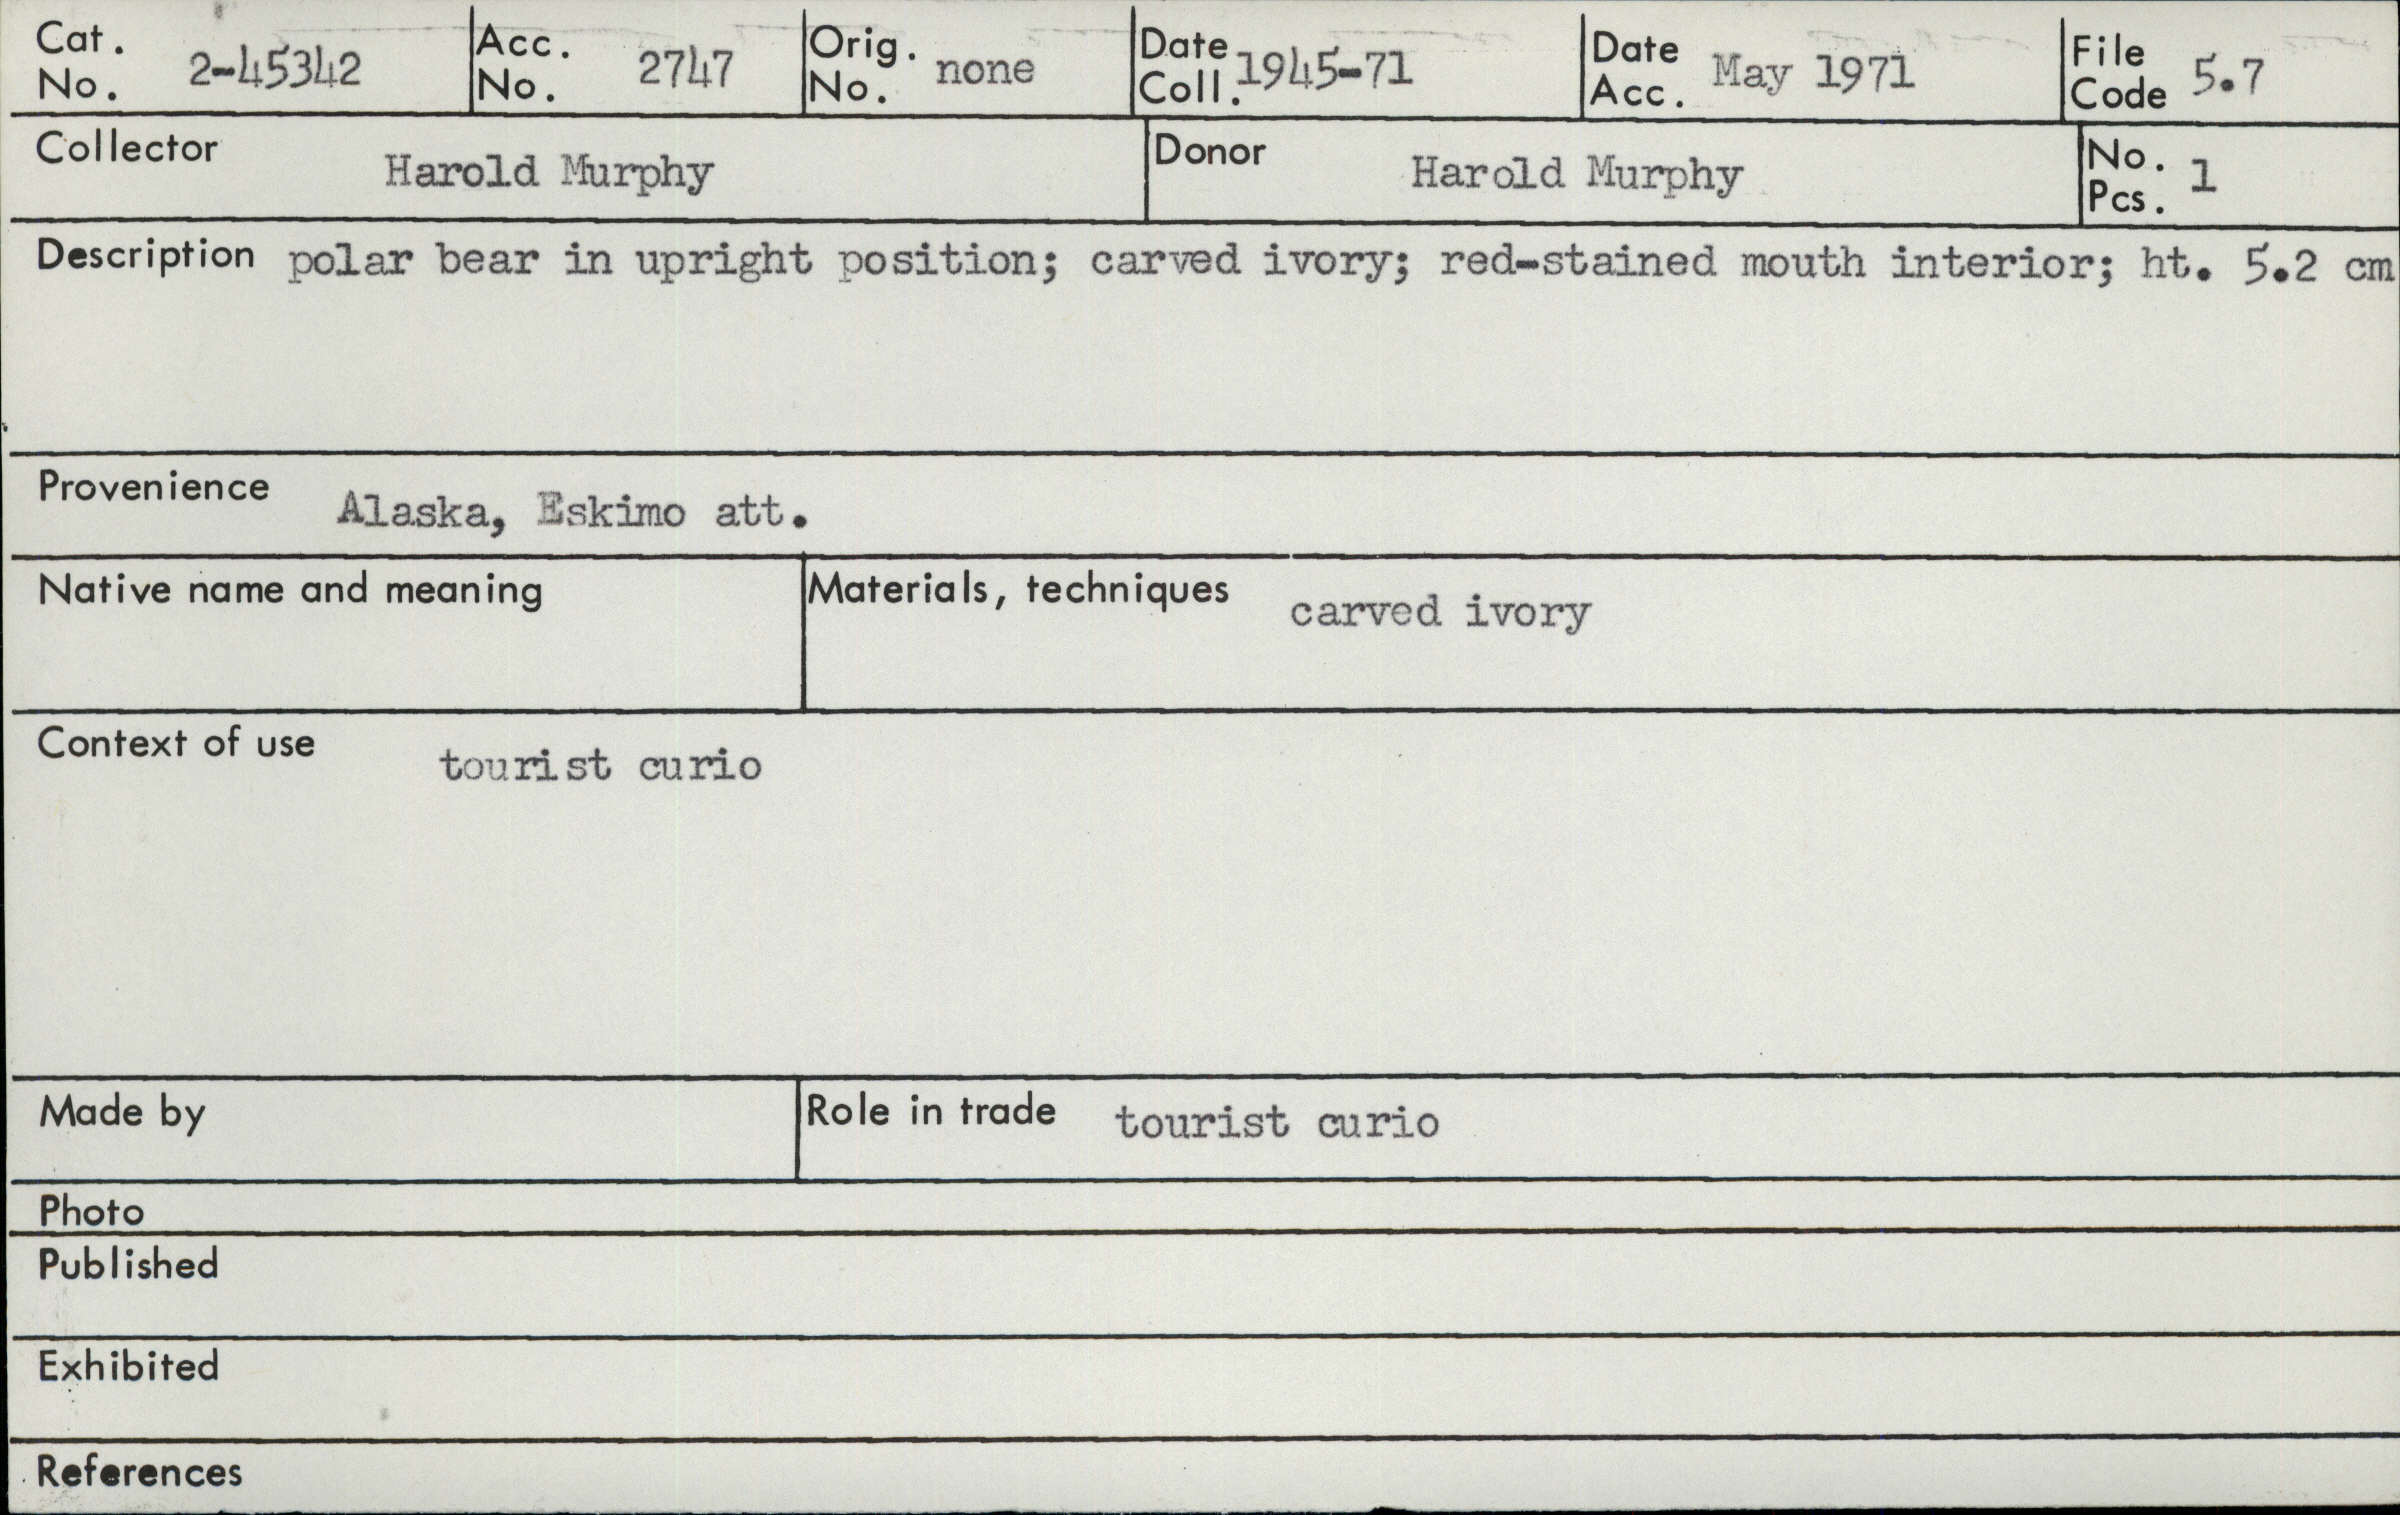 Cat. No. 2-45342 Acc. No. 2747 Orig. No. none Date Coll. 1945-71 Date Acc. May 1971 File Code 5.7
Collector Harold Murphy Donor Harold Murphy No. Pcs. 1
Description polar bear in upright position; carved ivory; red-stained mouth interior; ht. 5.2 cm
Provenience Alaska, Eskimo att.
Native name and meaning Materials, techniques carved ivory
Context of use tourist curio
Made by Role in trade tourist curio
Photo
Published
Exhibited
References